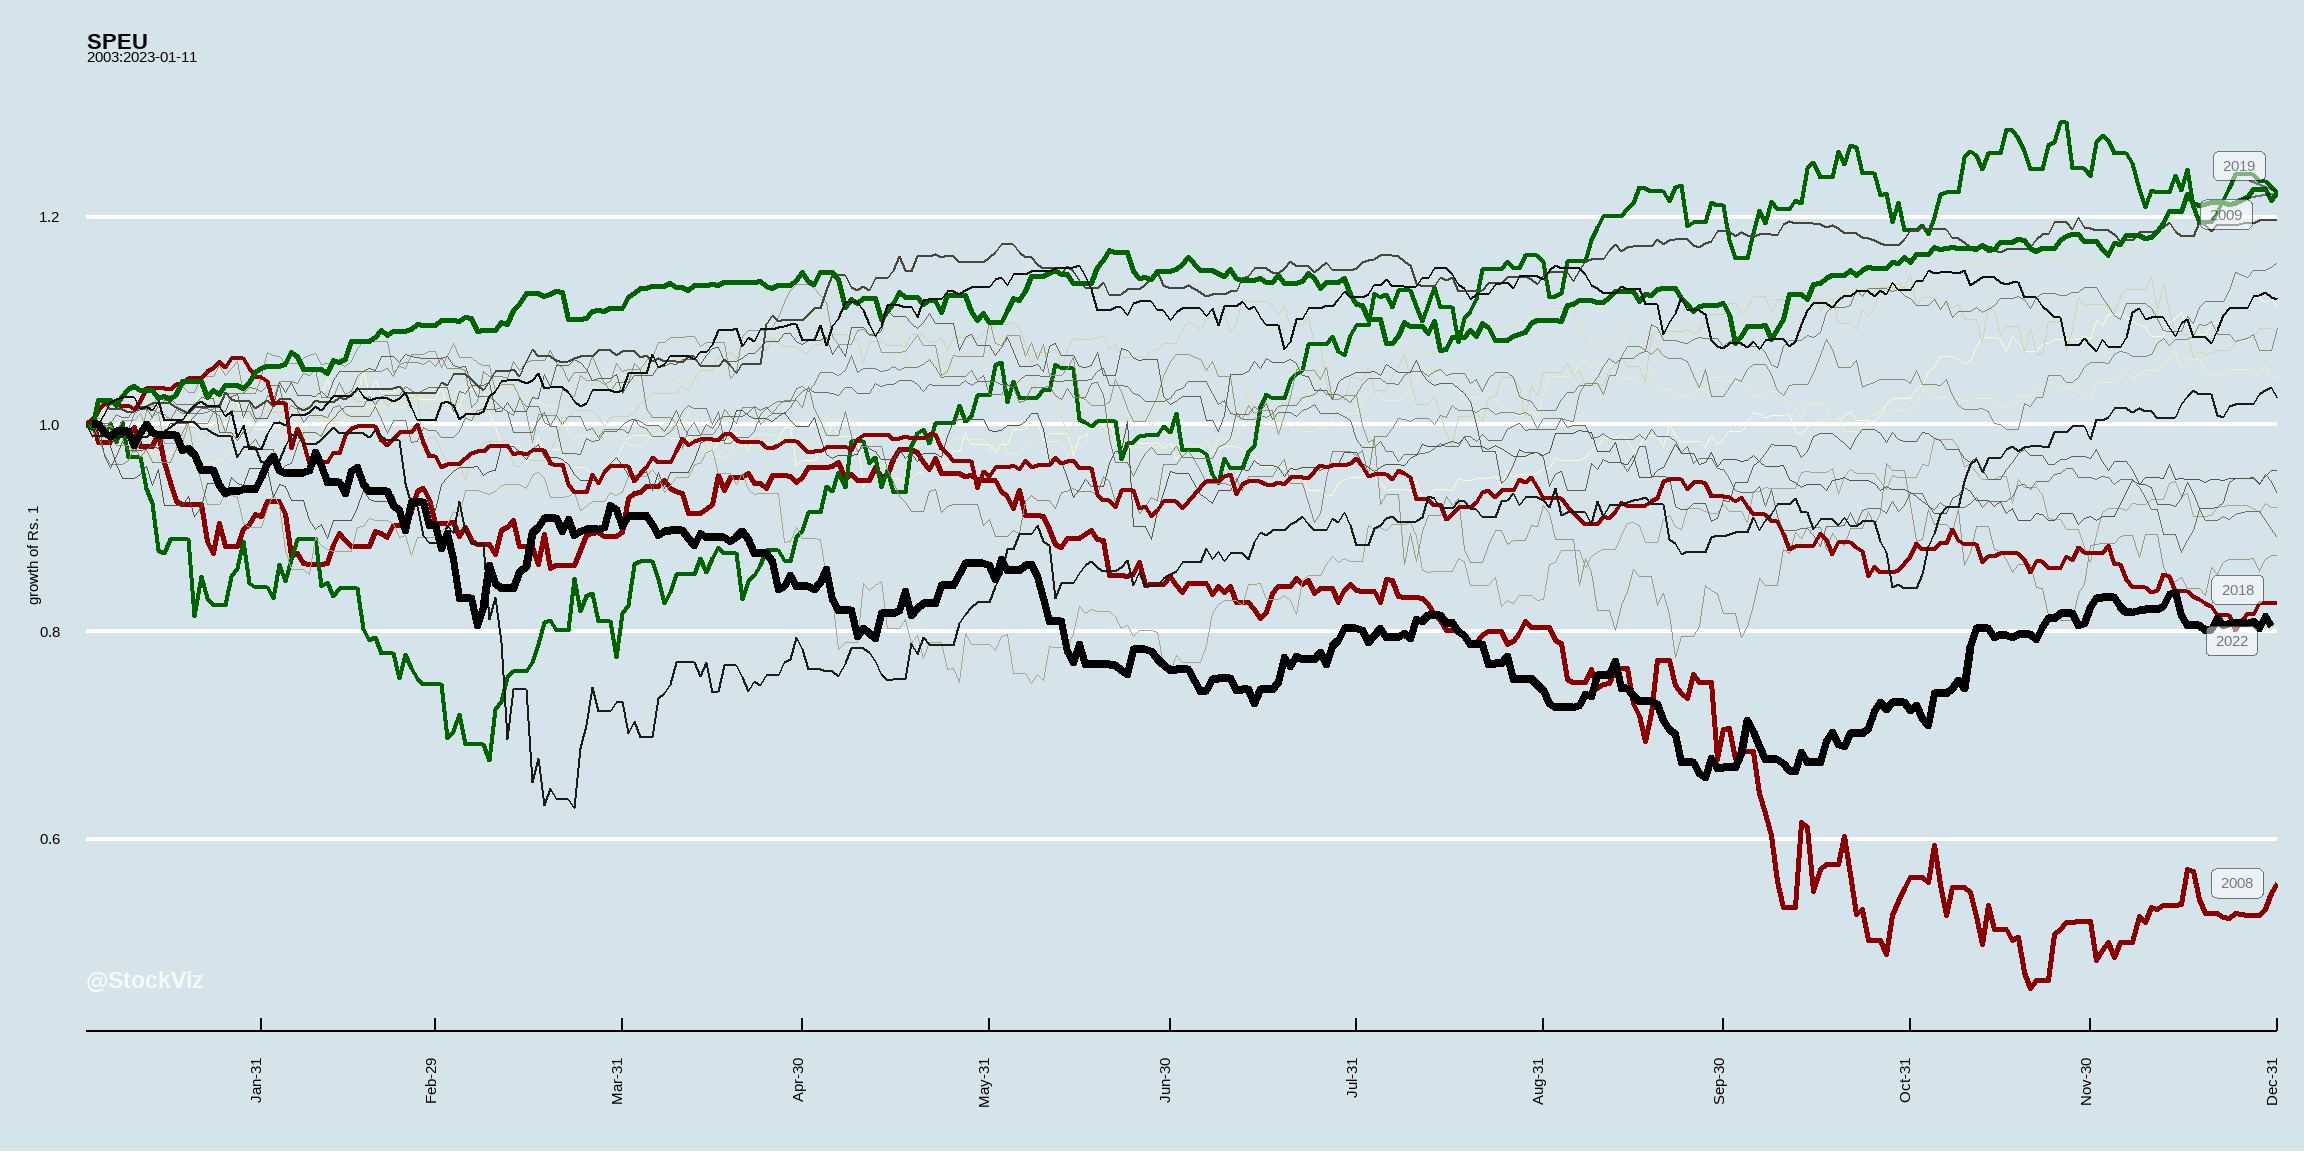 SPEU
2003:2023-01-11
growth of Rs. 1
1.2
1.0
0.8
0.6
2019
2009
2018
2022
2008
@StockViz
Jan-31
Feb-29
Mar-31
Apr-30
May-31
Jun-30
Jul-31
Aug-31
Sep-30
Oct-31
Nov-30
Dec-31